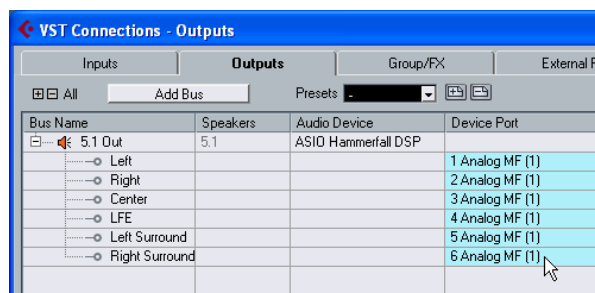 VST Connections - Outputs
Inputs Outputs Group/FX External F
All Add Bus Presets -
Bus Name Speakers Audio Device Device Port
5.1 Out 5.1 ASIO Hammerfall DSP
Left 1 Analog MF (1)
Right 2 Analog MF (1)
Center 3 Analog MF (1)
LFE 4 Analog MF (1)
Left Surround 5 Analog MF (1)
Right Surround 6 Analog MF (1)